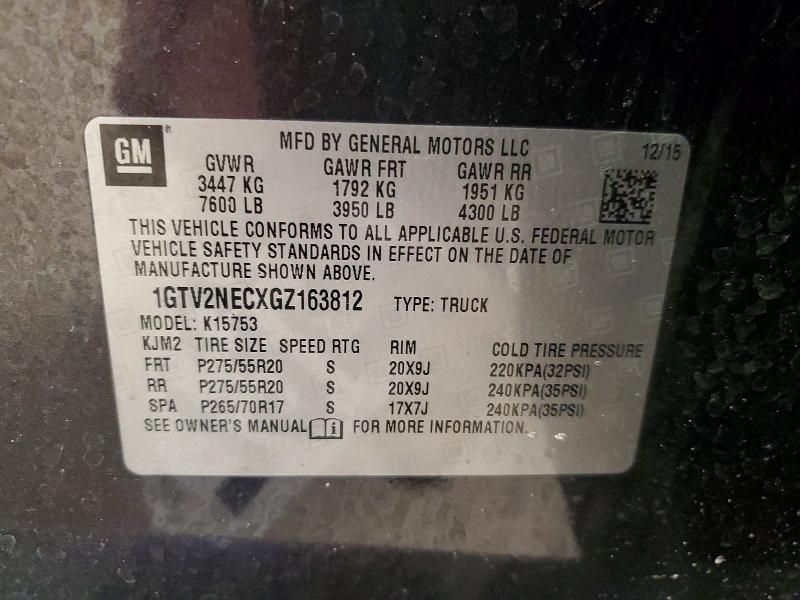 GM ®
MFD BY GENERAL MOTORS LLC 12/15
GVWR GAWR FRT GAWR RR
3447 KG 1792 KG 1951 KG
7600 LB 3950 LB 4300 LB
THIS VEHICLE CONFORMS TO ALL APPLICABLE U.S. FEDERAL MOTOR
VEHICLE SAFETY STANDARDS IN EFFECT ON THE DATE OF
MANUFACTURE SHOWN ABOVE.
1GTV2NECXGZ163812 TYPE: TRUCK
MODEL: K15753
KJM2 TIRE SIZE SPEED RTG RIM COLD TIRE PRESSURE
FRT P275/55R20 S 20X9J 220KPA(32PSI)
RR P275/55R20 S 20X9J 240KPA(35PSI)
SPA P265/70R17 S 17X7J 240KPA(35PSI)
SEE OWNER'S MANUAL FOR MORE INFORMATION.